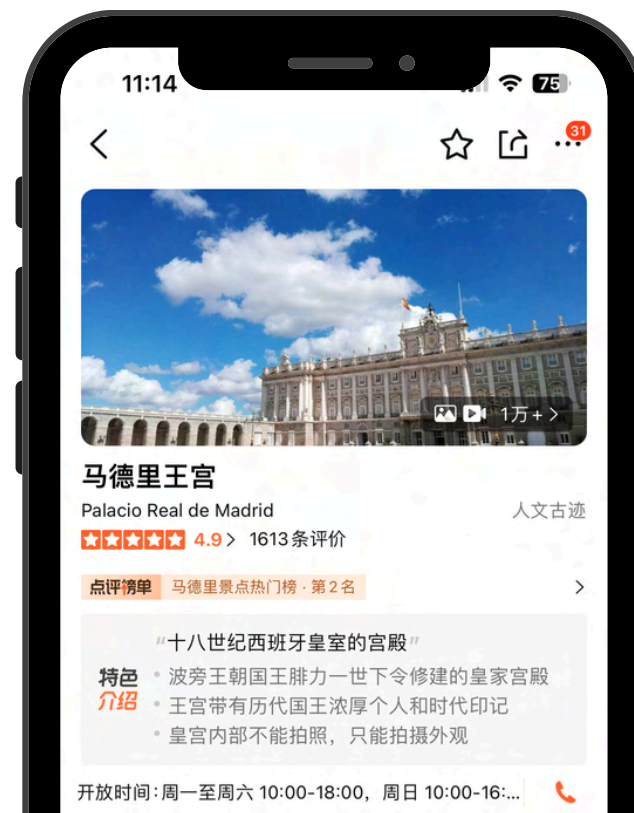 11:14
75
31
1万+
马德里王宫
Palacio Real de Madrid
人文古迹
4.9 1613条评价
点评榜单 马德里景点热门榜·第2名
"十八世纪西班牙皇室的宫殿"
特色
介绍
波旁王朝国王腓力一世下令修建的皇家宫殿
王宫带有历代国王浓厚个人和时代印记
皇宫内部不能拍照，只能拍摄外观
开放时间：周一至周六 10:00-18:00，周日 10:00-16:...